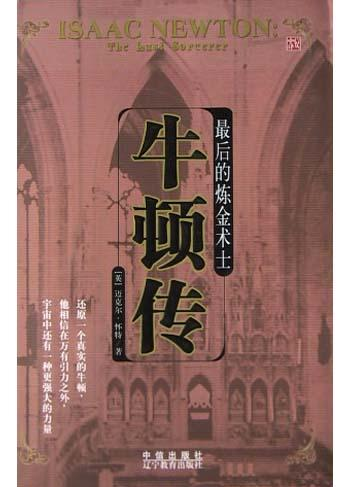 ISAAC NEWTON:
The Last Sorcerer
最后的炼金术士
牛顿传
[英]迈克尔·怀特 著
还原一个真实的牛顿，
他相信在万有引力之外，
宇宙中还有一种更强大的力量
中信出版社
辽宁教育出版社